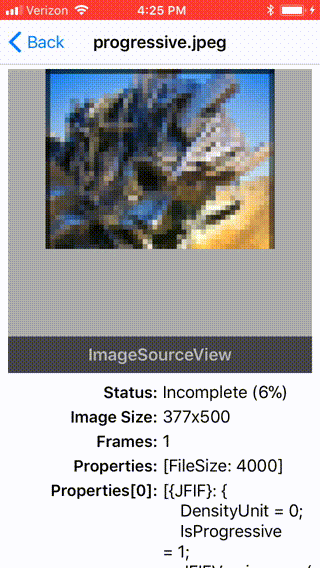 Verizon 4:25 PM
Back progressive.jpeg
ImageSourceView
Status: Incomplete (6%)
Image Size: 377x500
Frames: 1
Properties: [FileSize: 4000]
Properties[0]: [{JFIF}: {
DensityUnit = 0;
IsProgressive
= 1;